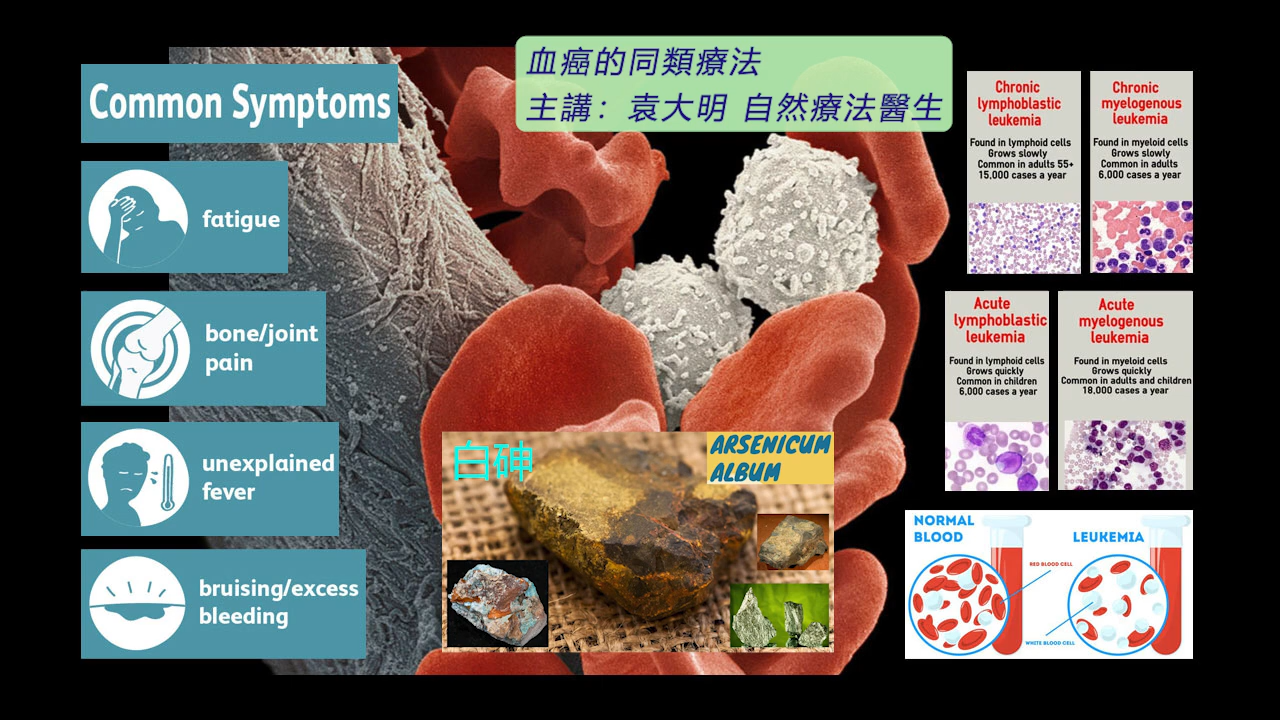 血癌的同類療法
主講：袁大明 自然療法醫生
Common Symptoms
fatigue
bone/joint
pain
unexplained
fever
bruising/excess
bleeding
白砷
ARSENICUM
ALBUM
Chronic
lymphoblastic
leukemia
Found in lymphoid cells
Grows slowly
Common in adults 55+
15,000 cases a year
Chronic
myelogenous
leukemia
Found in myeloid cells
Grows slowly
Common in adults
6,000 cases a year
Acute
lymphoblastic
leukemia
Found in lymphoid cells
Grows quickly
Common in children
6,000 cases a year
Acute
myelogenous
leukemia
Found in myeloid cells
Grows quickly
Common in adults and children
18,000 cases a year
NORMAL
BLOOD
LEUKEMIA
RED BLOOD CELL
WHITE BLOOD CELL